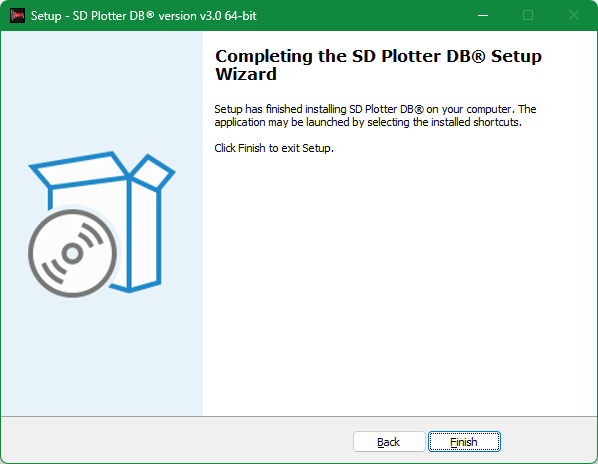 Setup - SD Plotter DB® version v3.0 64-bit
Completing the SD Plotter DB® Setup
Wizard
Setup has finished installing SD Plotter DB® on your computer. The
application may be launched by selecting the installed shortcuts.
Click Finish to exit Setup.
Back
Finish